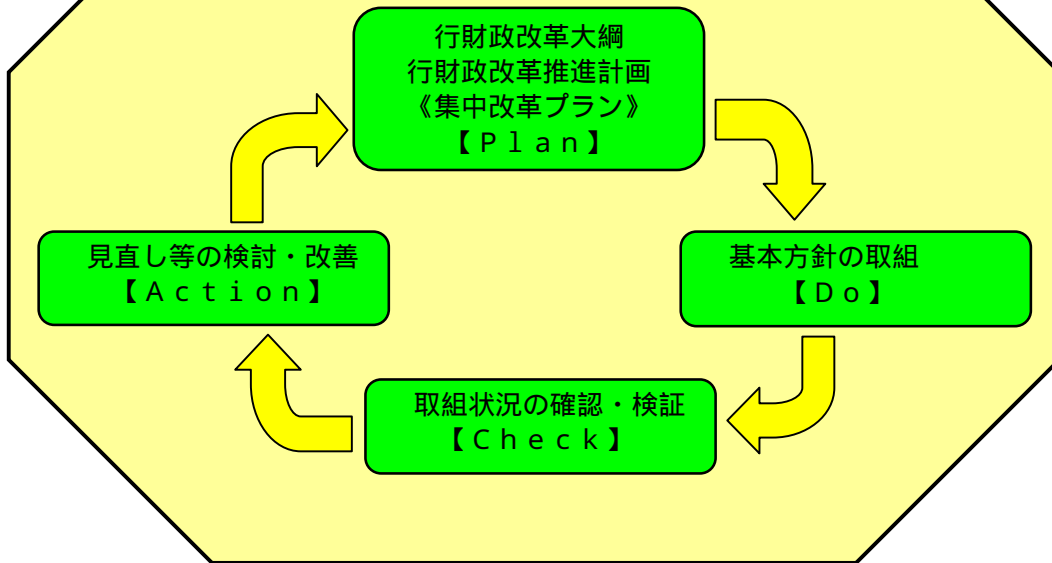 行財政改革大綱
行財政改革推進計画
《集中改革プラン》
【Ｐｌａｎ】
見直し等の検討・改善
【Ａｃｔｉｏｎ】
基本方針の取組
【Ｄｏ】
取組状況の確認・検証
【Ｃｈｅｃｋ】